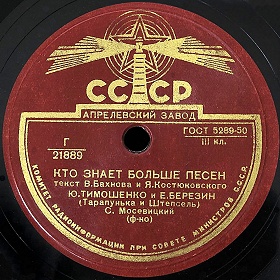 СССР
АПРЕЛЕВСКИЙ ЗАВОД
ГОСТ 5289-50
Г
21889
III кл.
КТО ЗНАЕТ БОЛЬШЕ ПЕСЕН
текст В.Бахнова и Я.Костюковского
Ю.ТИМОШЕНКО и Е.БЕРЕЗИН
(Тарапунька и Штепсель)
С. Мосевицкий
(ф-но)
КОМИТЕТ РАДИОИНФОРМАЦИИ ПРИ СОВЕТЕ МИНИСТРОВ С.С.С.Р.